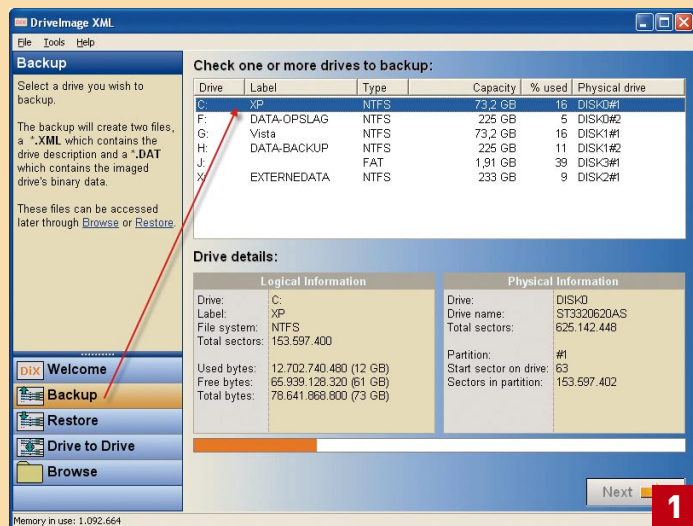 DriveImage XML
File Tools Help
Backup
Select a drive you wish to
backup.
The backup will create two files,
a *.XML which contains the
drive description and a *.DAT
which contains the imaged
drive's binary data.
These files can be accessed
later through Browse or Restore.
DiX Welcome
Backup
Restore
Drive to Drive
Browse
Check one or more drives to backup:
Drive Label Type Capacity % used Physical drive
C: XP NTFS 73,2 GB 16 DISK0#1
F: DATA-OPSLAG NTFS 225 GB 5 DISK0#2
G: Vista NTFS 73,2 GB 16 DISK1#1
H: DATA-BACKUP NTFS 225 GB 11 DISK1#2
J: FAT 1,91 GB 39 DISK3#1
X: EXTERNEDATA NTFS 233 GB 9 DISK2#1
Drive details:
Logical Information
Drive: C:
Label: XP
File system: NTFS
Total sectors: 153.597.400
Used bytes: 12.702.740.480 (12 GB)
Free bytes: 65.939.128.320 (61 GB)
Total bytes: 78.641.868.800 (73 GB)
Physical Information
Drive: DISK0
Drive name: ST3320620AS
Total sectors: 625.142.448
Partition: #1
Start sector on drive: 63
Sectors in partition: 153.597.402
Next
1
Memory in use: 1.092.664